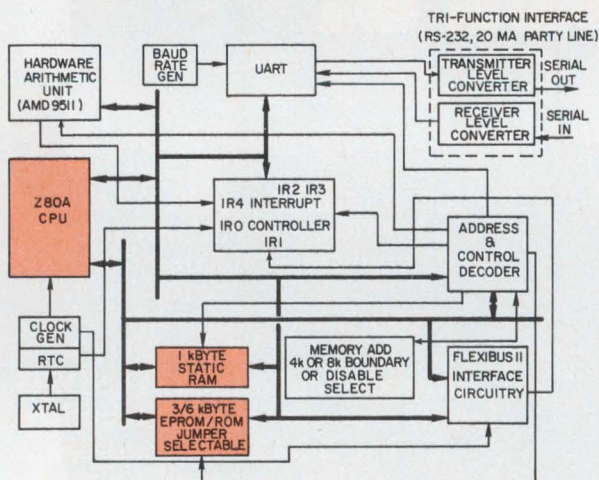 TRI-FUNCTION INTERFACE
(RS-232, 20 MA PARTY LINE)
HARDWARE
ARITHMETIC
UNIT
(AMD 9511)
BAUD
RATE
GEN
UART
TRANSMITTER
LEVEL
CONVERTER
SERIAL
OUT
RECEIVER
LEVEL
CONVERTER
SERIAL
IN
Z80A
CPU
IR2 IR3
IR4 INTERRUPT
IR0 CONTROLLER
IR1
ADDRESS
&
CONTROL
DECODER
CLOCK
GEN
RTC
XTAL
1 kBYTE
STATIC
RAM
MEMORY ADD
4k OR 8k BOUNDARY
OR DISABLE
SELECT
FLEXIBUS II
INTERFACE
CIRCUITRY
3/6 kBYTE
EPROM/ROM
JUMPER
SELECTABLE